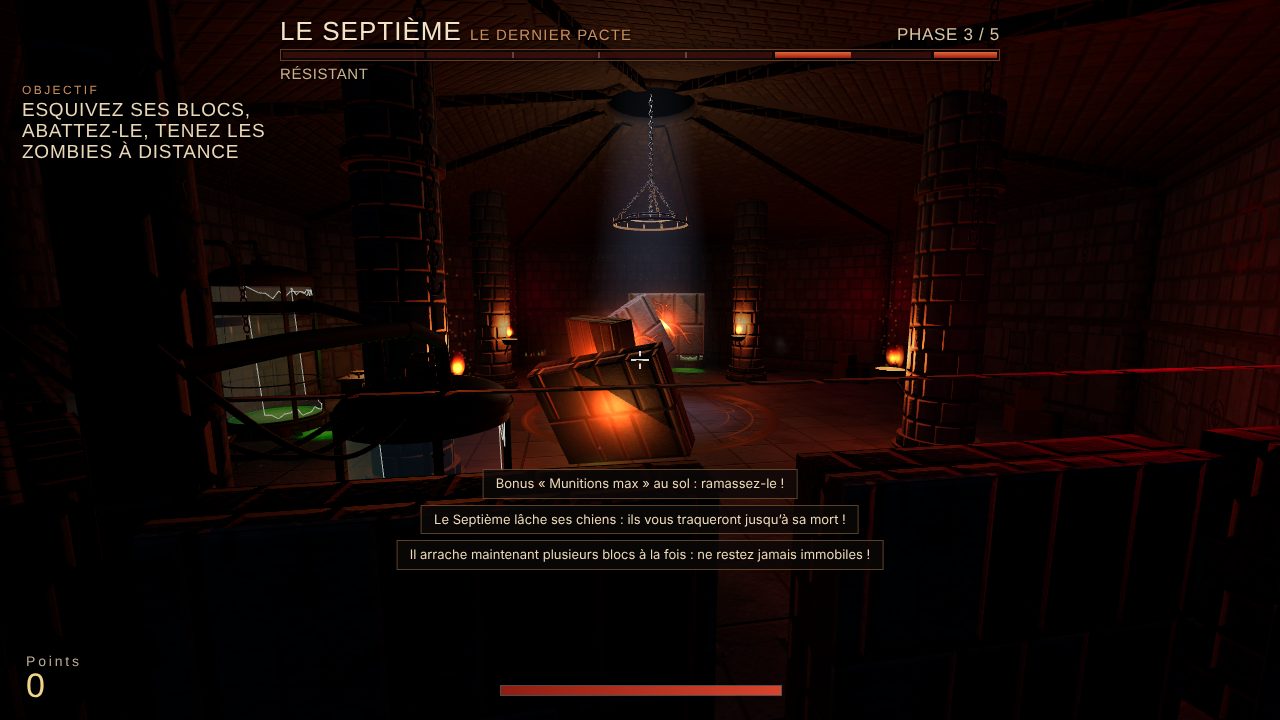 LE SEPTIÈME LE DERNIER PACTE
PHASE 3 / 5
RÉSISTANT
OBJECTIF
ESQUIVEZ SES BLOCS,
ABATTEZ-LE, TENEZ LES
ZOMBIES À DISTANCE
Bonus « Munitions max » au sol : ramassez-le !
Le Septième lâche ses chiens : ils vous traqueront jusqu'à sa mort !
Il arrache maintenant plusieurs blocs à la fois : ne restez jamais immobiles !
Points
0